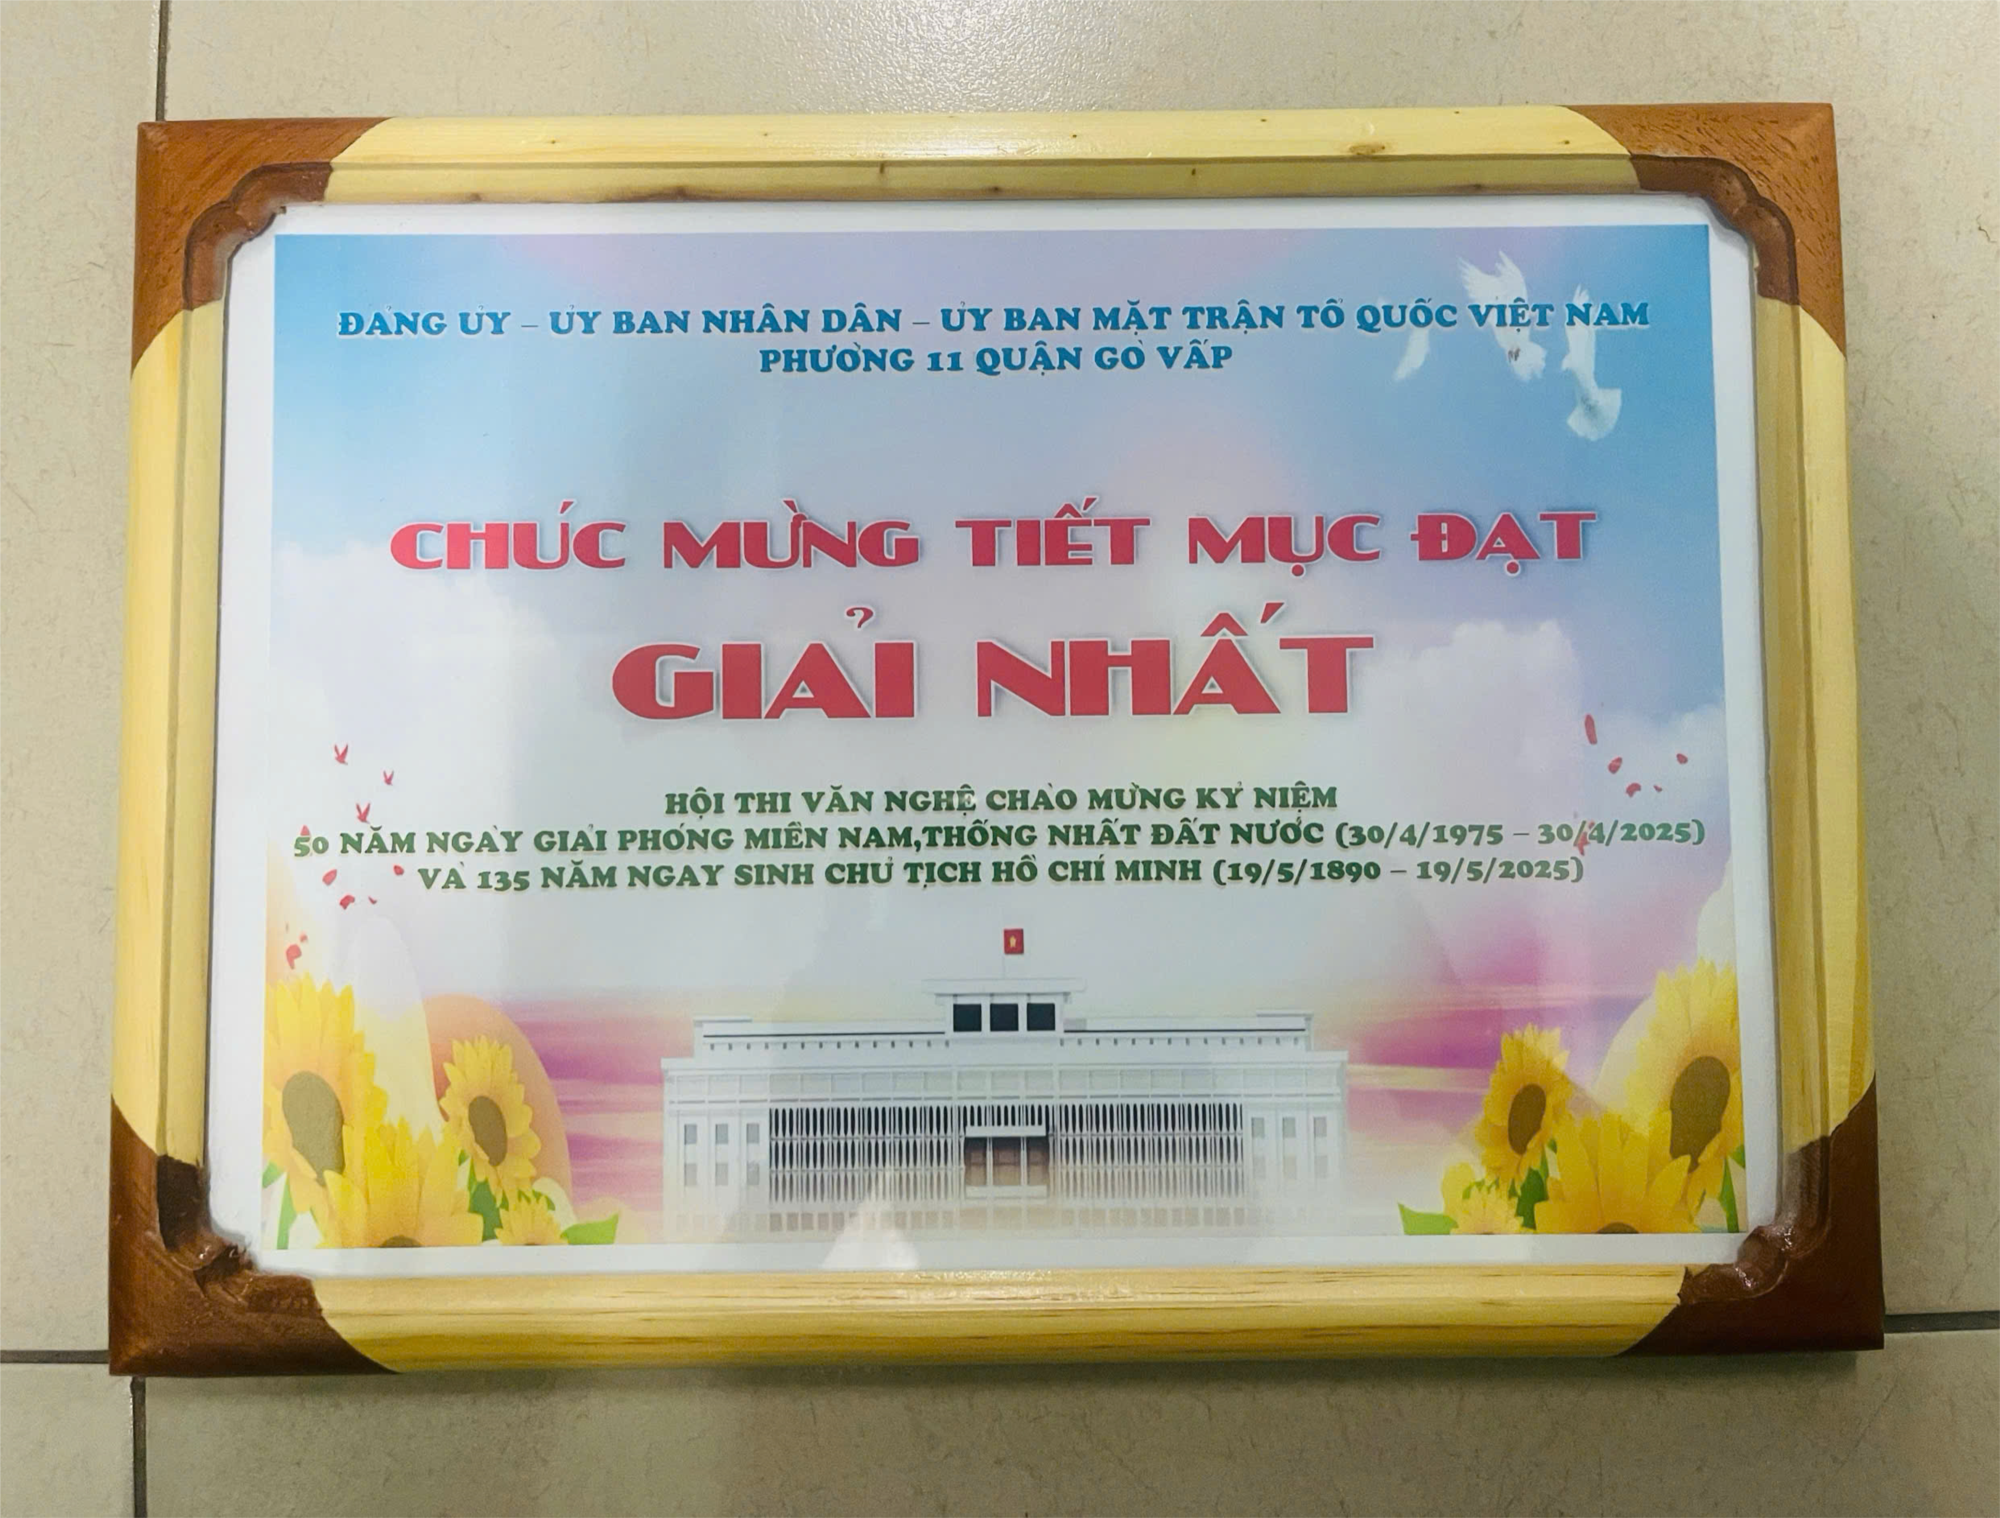 ĐẢNG ỦY – ỦY BAN NHÂN DÂN – ỦY BAN MẶT TRẬN TỔ QUỐC VIỆT NAM
PHƯỜNG 11 QUẬN GÒ VẤP
CHÚC MỪNG TIẾT MỤC ĐẠT
GIẢI NHẤT
HỘI THI VĂN NGHỆ CHÀO MỪNG KỶ NIỆM
50 NĂM NGÀY GIẢI PHÓNG MIỀN NAM,THỐNG NHẤT ĐẤT NƯỚC (30/4/1975 – 30/4/2025)
VÀ 135 NĂM NGÀY SINH CHỦ TỊCH HỒ CHÍ MINH (19/5/1890 – 19/5/2025)